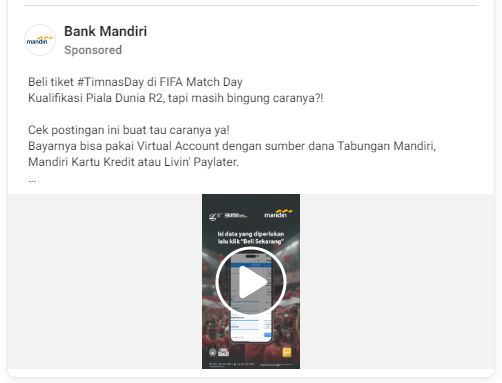 Bank Mandiri
mandiri
Sponsored
Beli tiket #TimnasDay di FIFA Match Day
Kualifikasi Piala Dunia R2, tapi masih bingung caranya?!
Cek postingan ini buat tau caranya ya!
Bayarnya bisa pakai Virtual Account dengan sumber dana Tabungan Mandiri,
Mandiri Kartu Kredit atau Livin' Paylater.
...
BUMN
mandiri
Isi data yang diperlukan
lalu klik "Beli Sekarang"